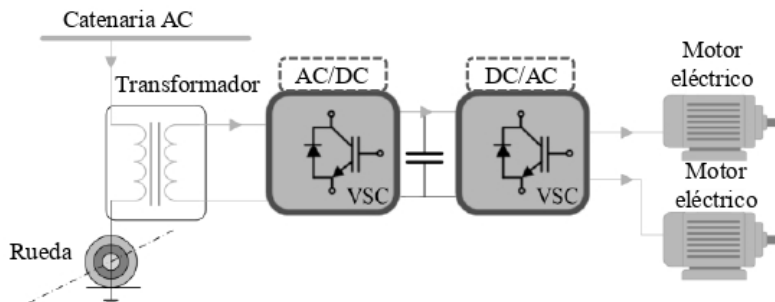 Catenaria AC
Transformador
AC/DC
DC/AC
Motor
eléctrico
VSC
VSC
Motor
eléctrico
Rueda